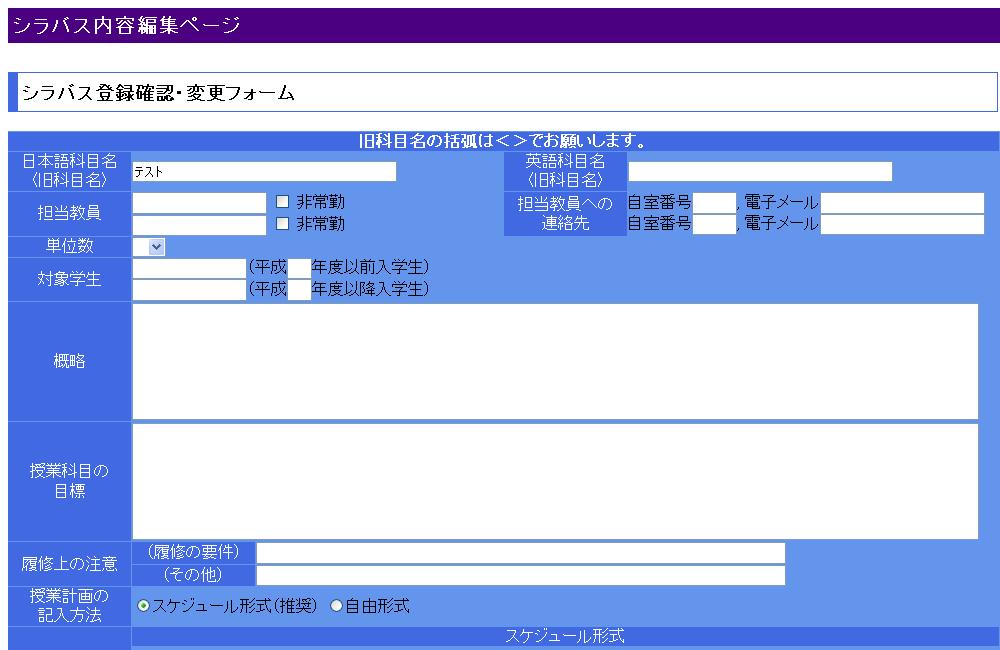 シラバス内容編集ページ
シラバス登録確認・変更フォーム
旧科目名の括弧は＜＞でお願いします。
日本語科目名
〈旧科目名〉
テスト
英語科目名
〈旧科目名〉
担当教員
非常勤
非常勤
担当教員への
連絡先
自室番号 , 電子メール
自室番号 , 電子メール
単位数
対象学生
(平成 年度以前入学生)
(平成 年度以降入学生)
概略
授業科目の
目標
履修上の注意
(履修の要件)
(その他)
授業計画の
記入方法
スケジュール形式(推奨) 自由形式
スケジュール形式